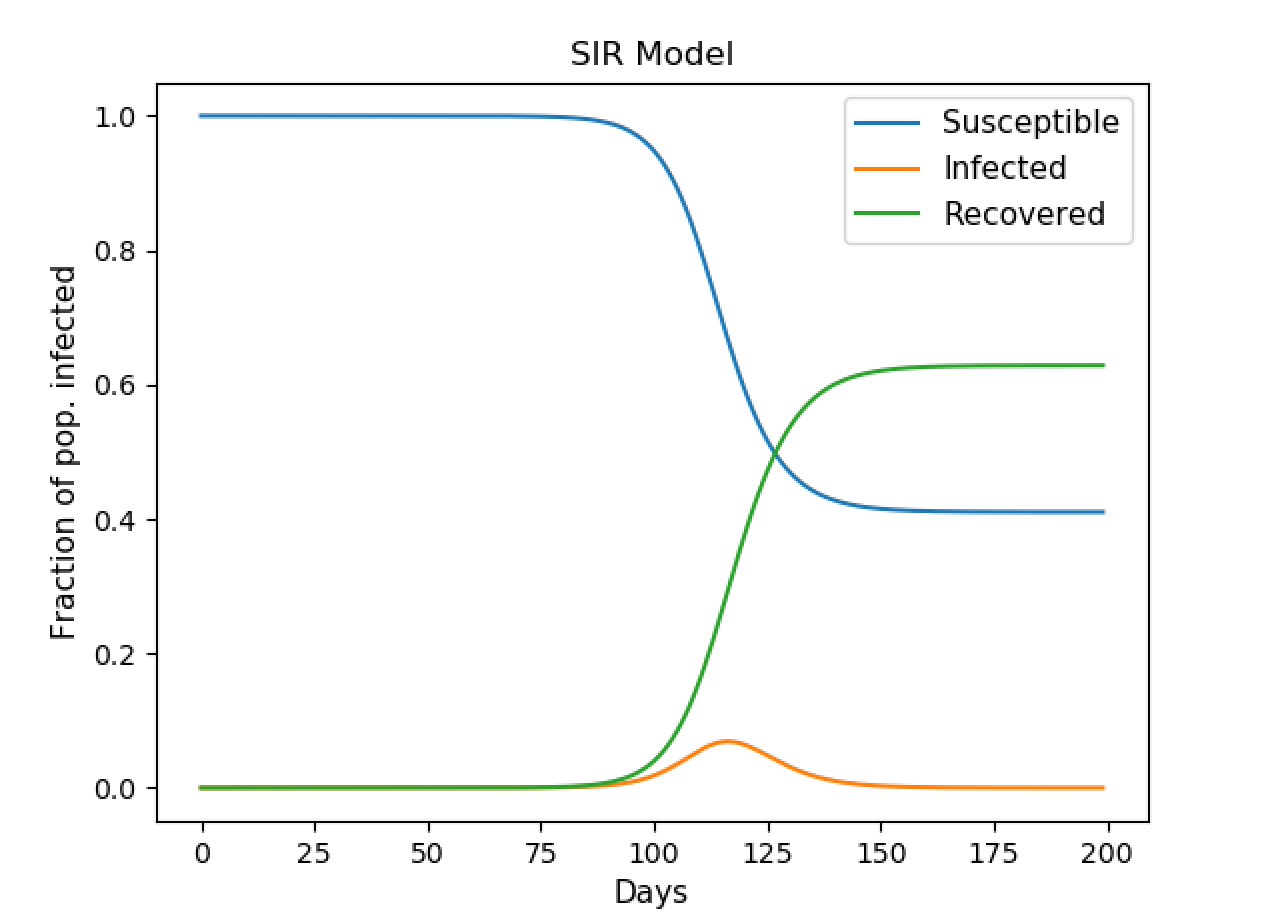 SIR Model
Susceptible
Infected
Recovered
Fraction of pop. infected
1.0
0.8
0.6
0.4
0.2
0.0
0 25 50 75 100 125 150 175 200
Days